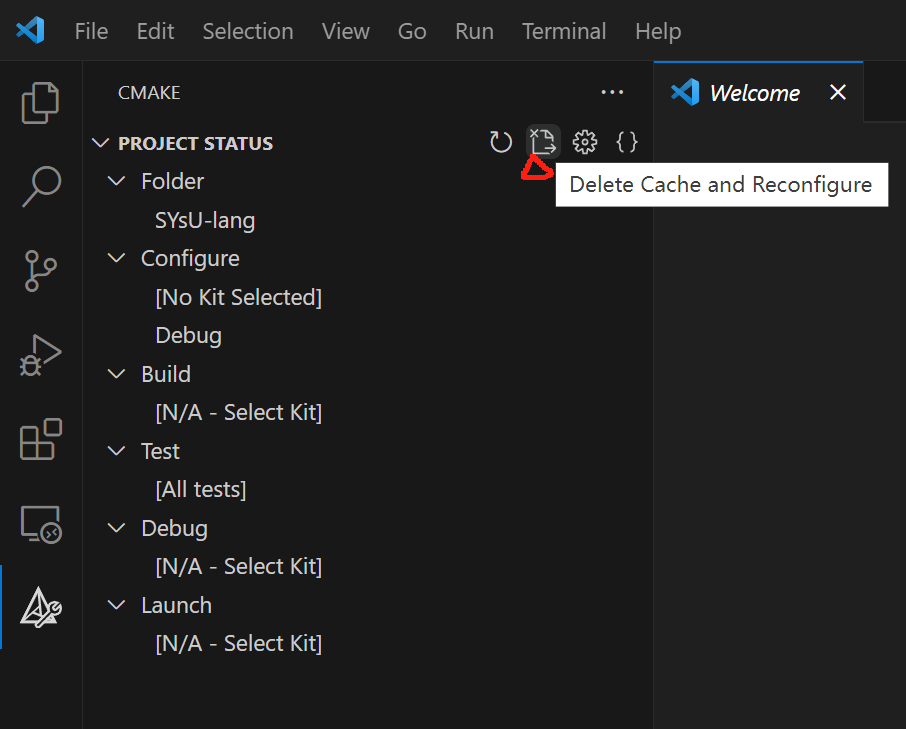 File Edit Selection View Go Run Terminal Help
CMAKE
Welcome
PROJECT STATUS
Delete Cache and Reconfigure
Folder
SYsU-lang
Configure
[No Kit Selected]
Debug
Build
[N/A - Select Kit]
Test
[All tests]
Debug
[N/A - Select Kit]
Launch
[N/A - Select Kit]